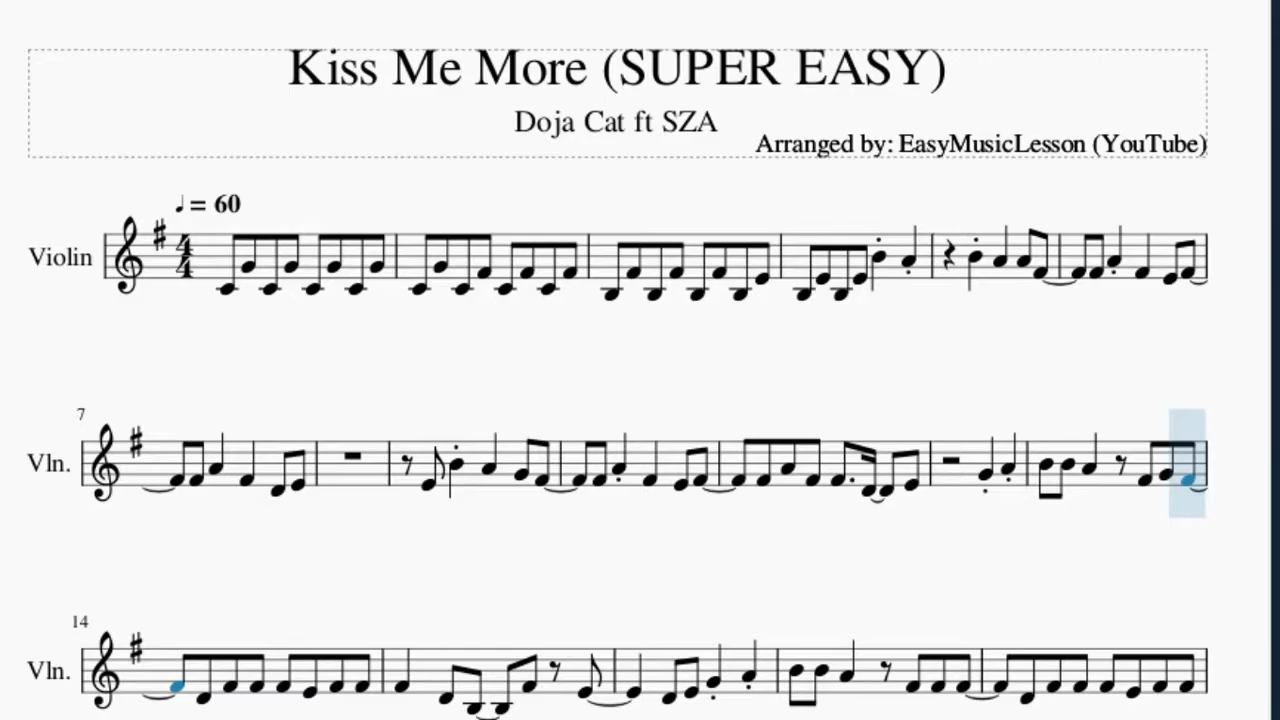 Kiss Me More (SUPER EASY)
Doja Cat ft SZA
Arranged by: EasyMusicLesson (YouTube)
♩ = 60
Violin
4
4
7
Vln.
14
Vln.